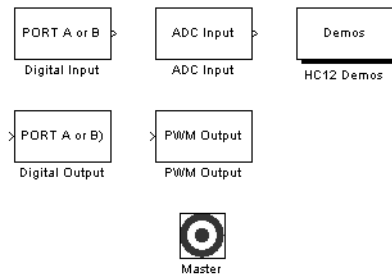 PORT A or B
ADC Input
Demos
Digital Input
ADC Input
HC12 Demos
PORT A or B)
PWM Output
Digital Output
PWM Output
Master